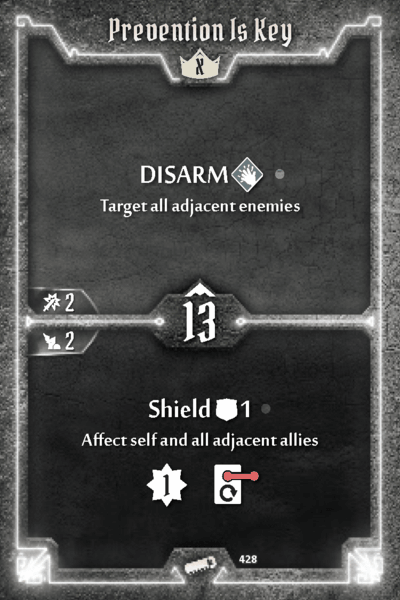 Prevention Is Key
X
DISARM
Target all adjacent enemies
2
13
2
Shield 1
Affect self and all adjacent allies
1
428